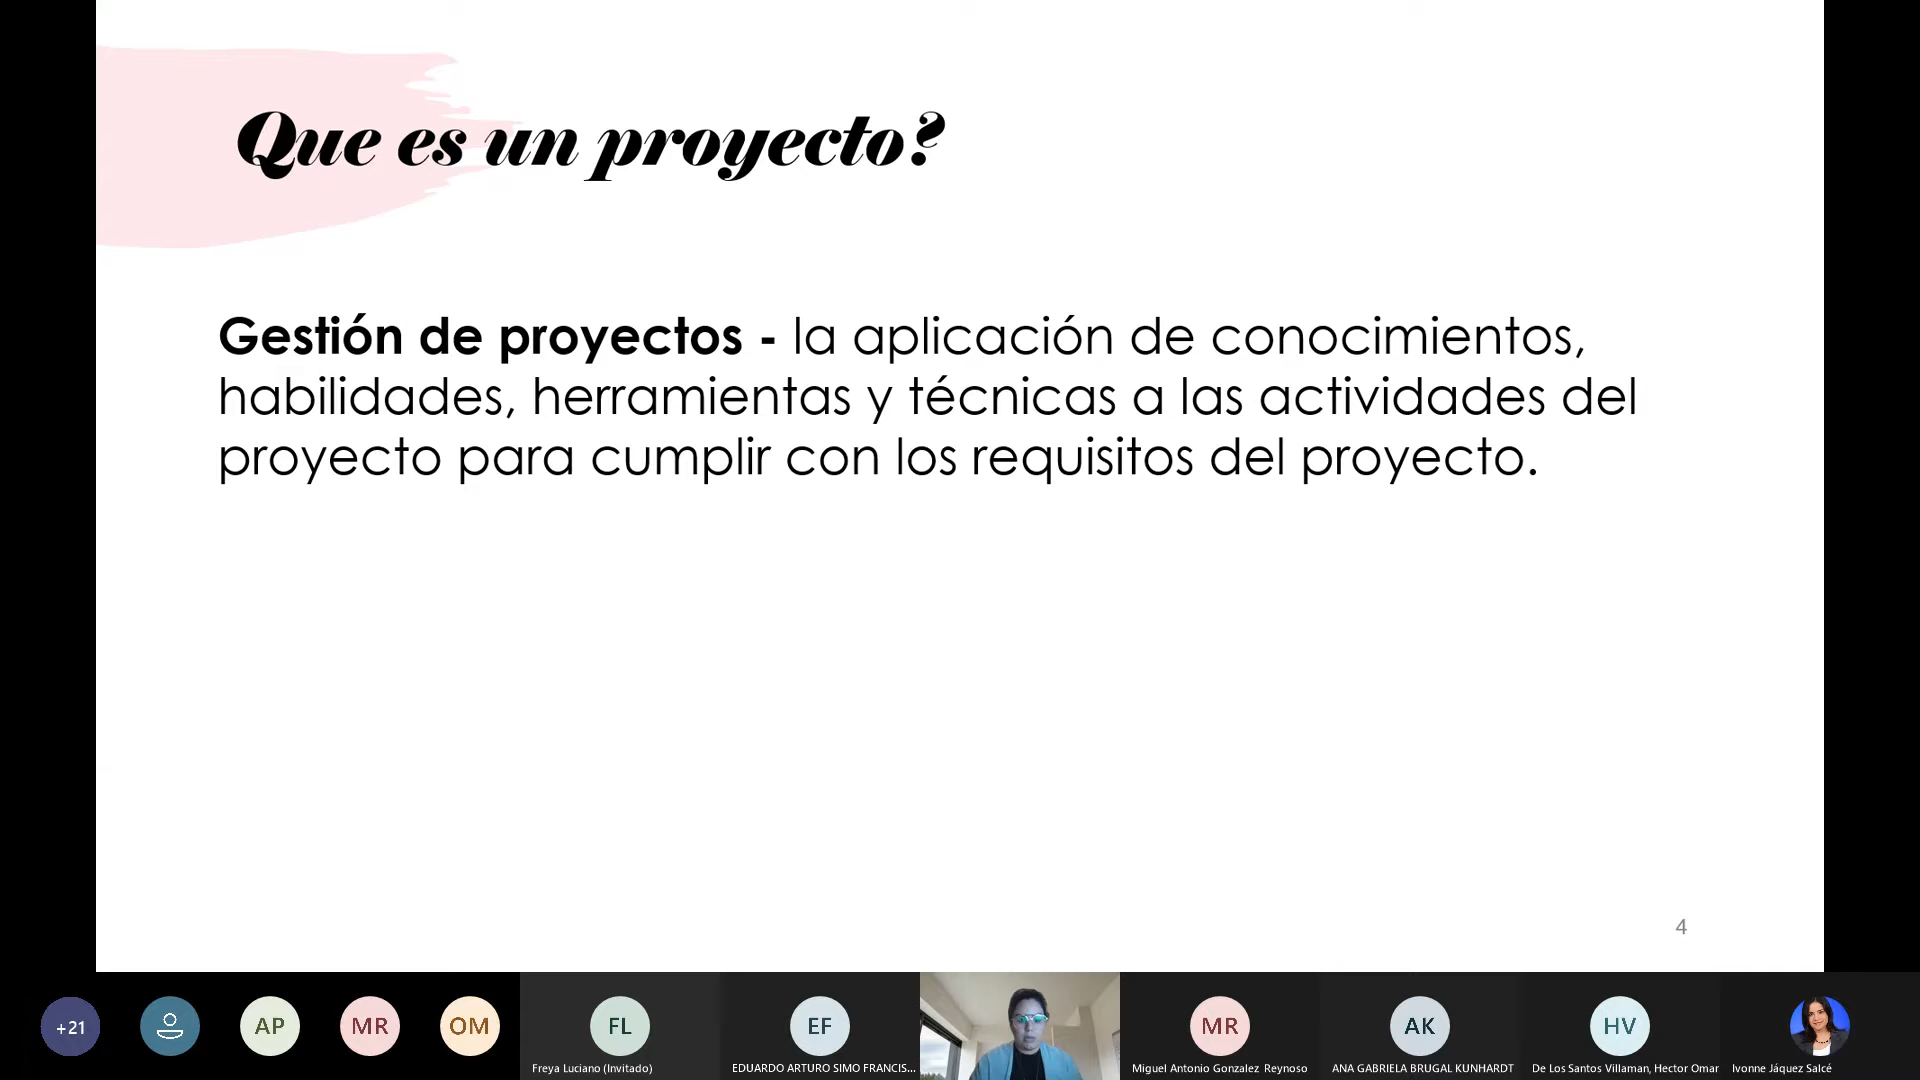 Que es un proyecto?
Gestión de proyectos - la aplicación de conocimientos,
habilidades, herramientas y técnicas a las actividades del
proyecto para cumplir con los requisitos del proyecto.
4
+21
AP
MR
OM
FL
Freya Luciano (Invitado)
EF
EDUARDO ARTURO SIMO FRANCIS...
MR
Miguel Antonio Gonzalez Reynoso
AK
ANA GABRIELA BRUGAL KUNHARDT
HV
De Los Santos Villaman, Hector Omar
Ivonne Jáquez Salcé